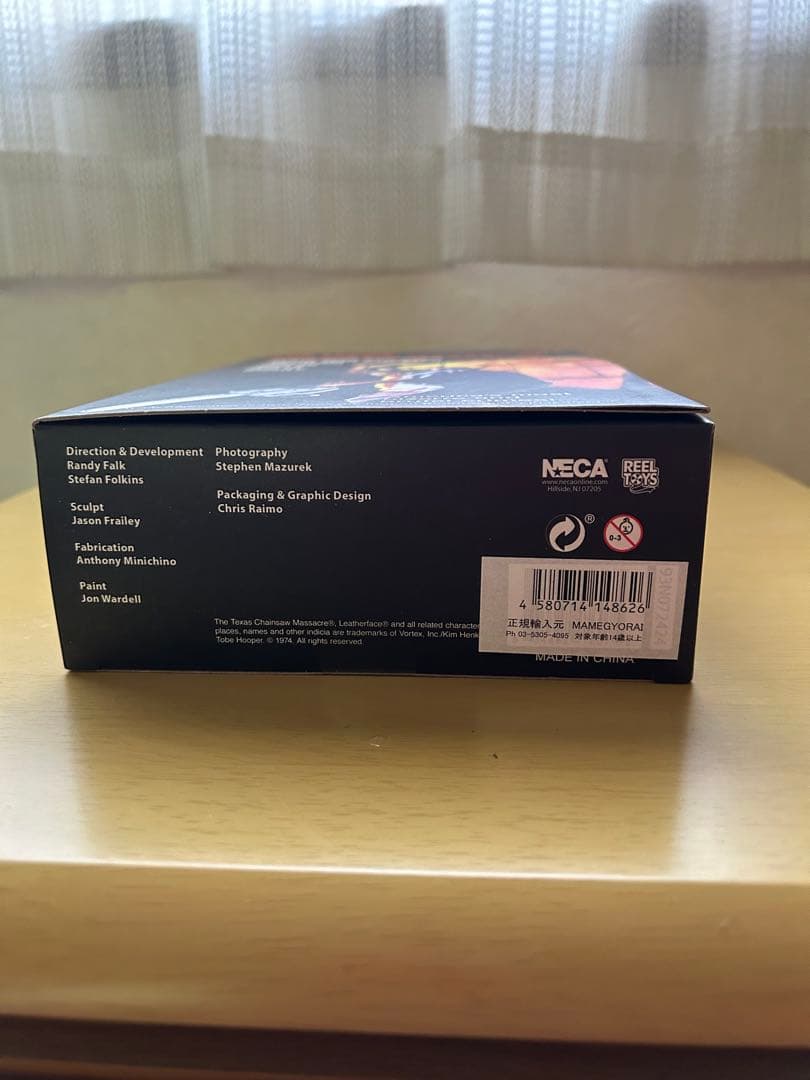 Direction & Development
Randy Falk
Stefan Folkins
Sculpt
Jason Frailey
Fabrication
Anthony Minichino
Paint
Jon Wardell
Photography
Stephen Mazurek
Packaging & Graphic Design
Chris Raimo
The Texas Chainsaw Massacre®, Leatherface® and all related
places, names and other indicia are trademarks of Vortex, Inc./Kim
Tobe Hooper. © 1974. All rights reserved.
NECA
www.necaonline.com
Hillside, NJ 07205
REEL
TOYS
®
0-3
4 580714 148626
正規輸入元 MAMEGYORAI
Ph 03-5305-4095 対象年齢14歳以上
MADE IN CHINA